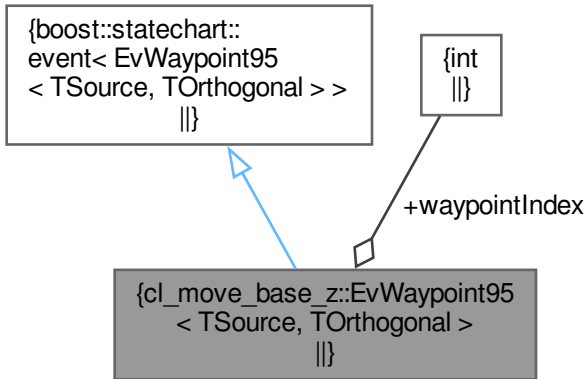 {boost::statechart::
event< EvWaypoint95
< TSource, TOrthogonal > >
||}
{int
||}
+waypointIndex
{cl_move_base_z::EvWaypoint95
< TSource, TOrthogonal >
||}